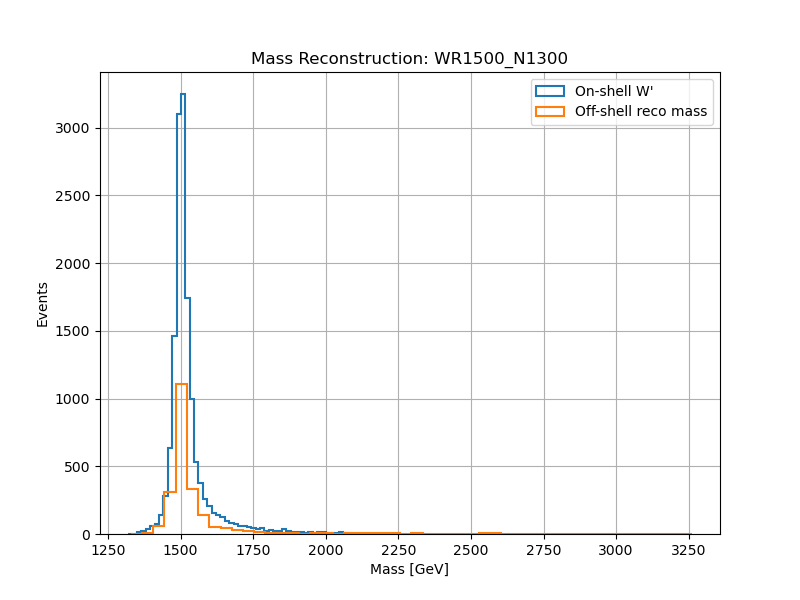 Mass Reconstruction: WR1500_N1300
On-shell W'
Off-shell reco mass
3000
2500
2000
1500
1000
500
0
Events
1250 1500 1750 2000 2250 2500 2750 3000 3250
Mass [GeV]